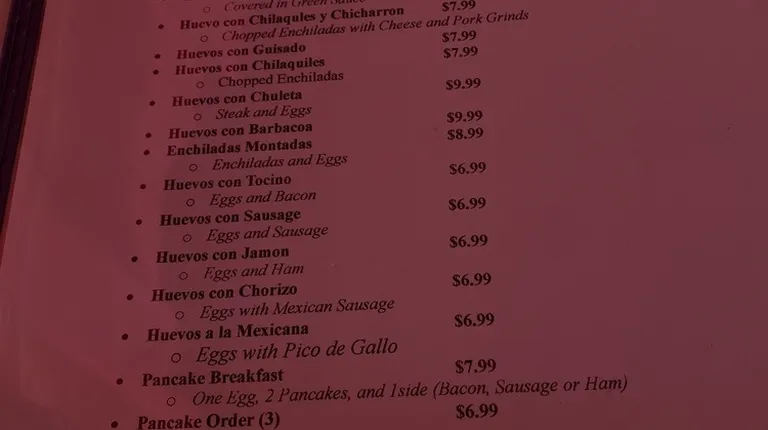 Covered in Green Sauce
Huevo con Chilaqules y Chicharron $7.99
Chopped Enchiladas with Cheese and Pork Grinds
Huevos con Guisado $7.99
Huevos con Chilaquiles $7.99
Chopped Enchiladas
Huevos con Chuleta $9.99
Steak and Eggs
Huevos con Barbacoa $9.99
Enchiladas Montadas $8.99
Enchiladas and Eggs
Huevos con Tocino $6.99
Eggs and Bacon
Huevos con Sausage $6.99
Eggs and Sausage
Huevos con Jamon $6.99
Eggs and Ham
Huevos con Chorizo $6.99
Eggs with Mexican Sausage
Huevos a la Mexicana $6.99
Eggs with Pico de Gallo
Pancake Breakfast $7.99
One Egg, 2 Pancakes, and 1side (Bacon, Sausage or Ham)
Pancake Order (3) $6.99